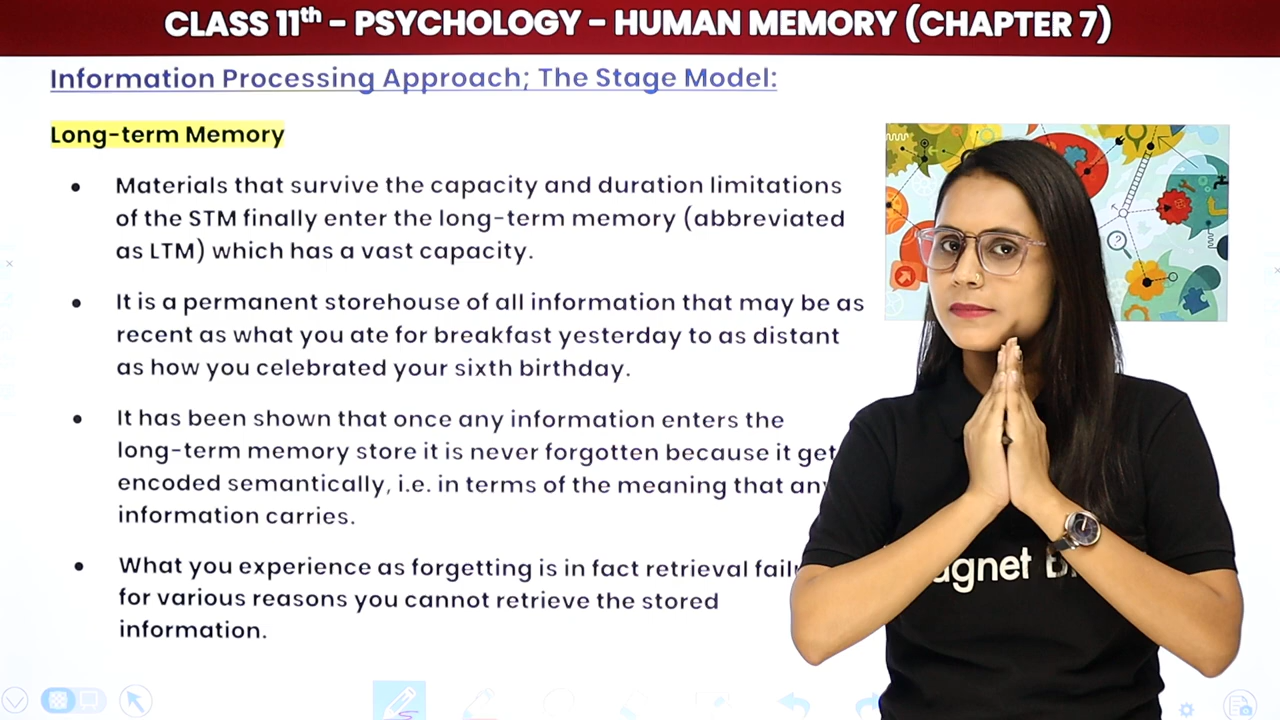 CLASS 11th - PSYCHOLOGY - HUMAN MEMORY (CHAPTER 7)
Information Processing Approach; The Stage Model:
Long-term Memory
• Materials that survive the capacity and duration limitations
of the STM finally enter the long-term memory (abbreviated
as LTM) which has a vast capacity.
• It is a permanent storehouse of all information that may be as
recent as what you ate for breakfast yesterday to as distant
as how you celebrated your sixth birthday.
• It has been shown that once any information enters the
long-term memory store it is never forgotten because it get
encoded semantically, i.e. in terms of the meaning that any
information carries.
• What you experience as forgetting is in fact retrieval
for various reasons you cannot retrieve the stored
information.